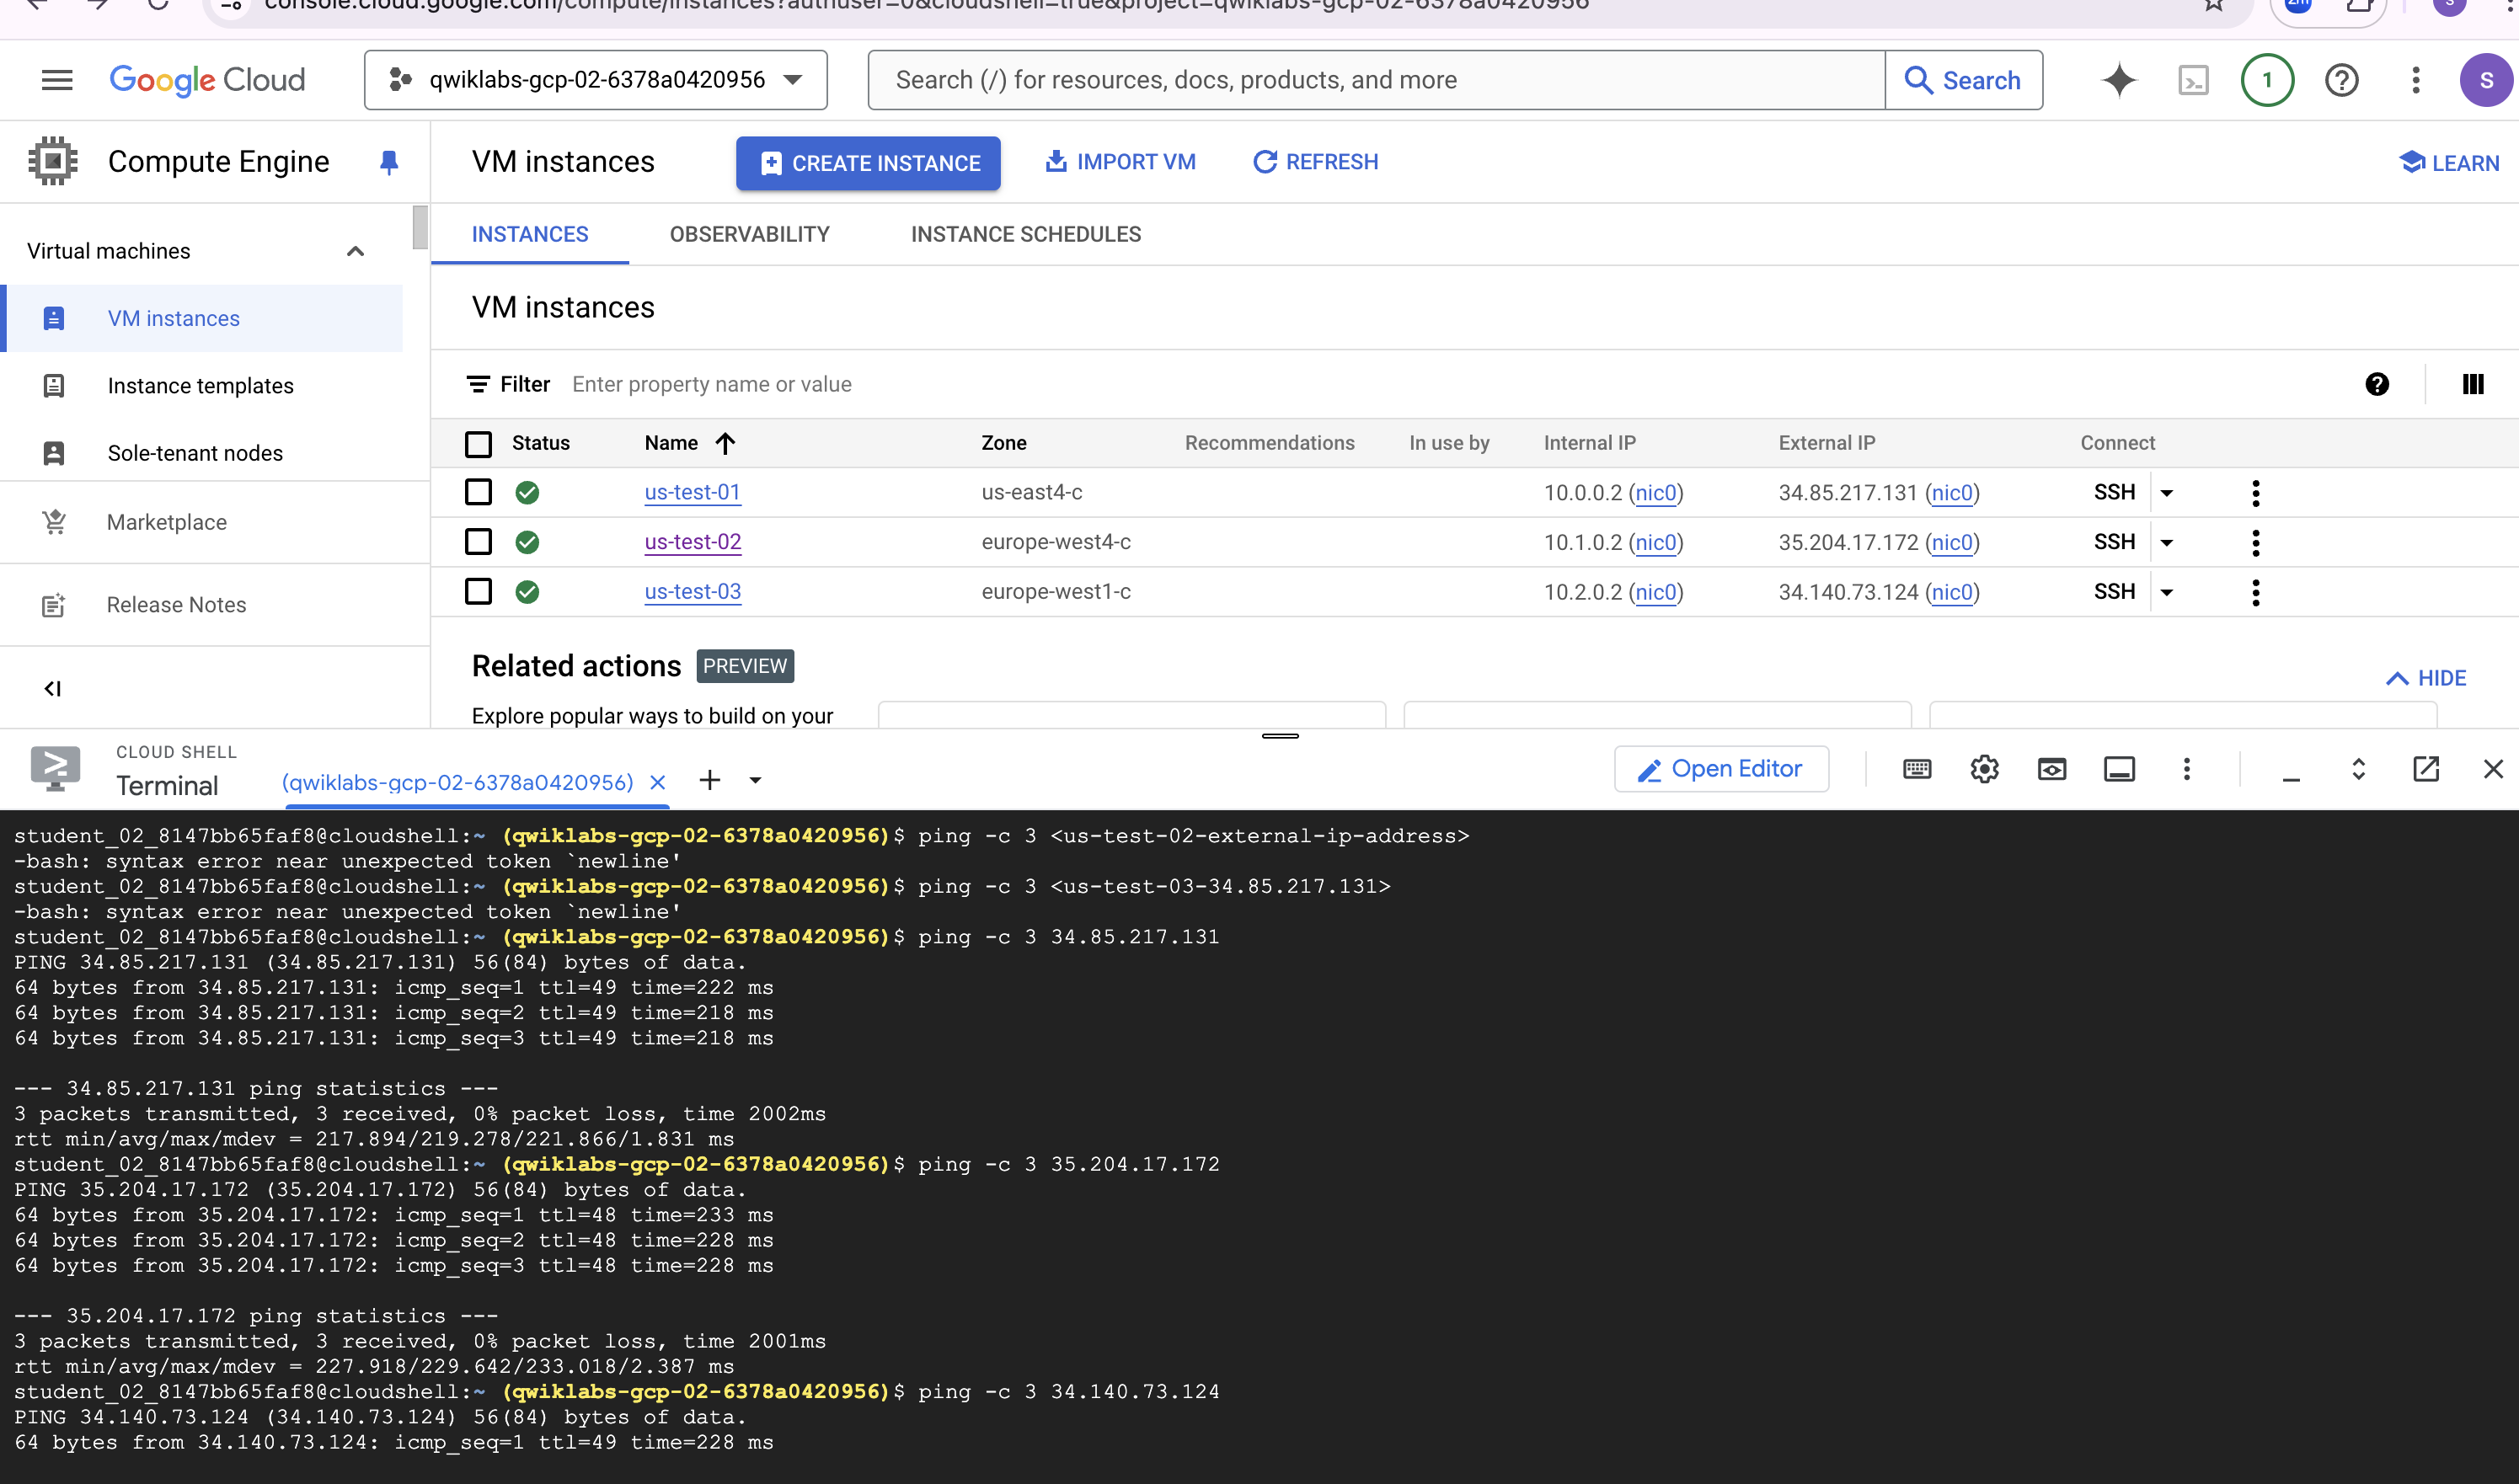 console.cloud.google.com/compute/instances?authuser=0&cloudshell=true&project=qwiklabs-gcp-02-6378a0420956
Google Cloud
qwiklabs-gcp-02-6378a0420956
Search (/) for resources, docs, products, and more
Search
1
S
Compute Engine
VM instances
CREATE INSTANCE
IMPORT VM
REFRESH
LEARN
Virtual machines
VM instances
Instance templates
Sole-tenant nodes
Marketplace
Release Notes
INSTANCES OBSERVABILITY INSTANCE SCHEDULES
VM instances
Filter Enter property name or value
Status Name Zone Recommendations In use by Internal IP External IP Connect
us-test-01 us-east4-c 10.0.0.2 (nic0) 34.85.217.131 (nic0) SSH
us-test-02 europe-west4-c 10.1.0.2 (nic0) 35.204.17.172 (nic0) SSH
us-test-03 europe-west1-c 10.2.0.2 (nic0) 34.140.73.124 (nic0) SSH
Related actions PREVIEW
HIDE
Explore popular ways to build on your
CLOUD SHELL
Terminal
(qwiklabs-gcp-02-6378a0420956)
Open Editor
student_02_8147bb65faf8@cloudshell:~ (qwiklabs-gcp-02-6378a0420956)$ ping -c 3 <us-test-02-external-ip-address>
-bash: syntax error near unexpected token `newline'
student_02_8147bb65faf8@cloudshell:~ (qwiklabs-gcp-02-6378a0420956)$ ping -c 3 <us-test-03-34.85.217.131>
-bash: syntax error near unexpected token `newline'
student_02_8147bb65faf8@cloudshell:~ (qwiklabs-gcp-02-6378a0420956)$ ping -c 3 34.85.217.131
PING 34.85.217.131 (34.85.217.131) 56(84) bytes of data.
64 bytes from 34.85.217.131: icmp_seq=1 ttl=49 time=222 ms
64 bytes from 34.85.217.131: icmp_seq=2 ttl=49 time=218 ms
64 bytes from 34.85.217.131: icmp_seq=3 ttl=49 time=218 ms
--- 34.85.217.131 ping statistics ---
3 packets transmitted, 3 received, 0% packet loss, time 2002ms
rtt min/avg/max/mdev = 217.894/219.278/221.866/1.831 ms
student_02_8147bb65faf8@cloudshell:~ (qwiklabs-gcp-02-6378a0420956)$ ping -c 3 35.204.17.172
PING 35.204.17.172 (35.204.17.172) 56(84) bytes of data.
64 bytes from 35.204.17.172: icmp_seq=1 ttl=48 time=233 ms
64 bytes from 35.204.17.172: icmp_seq=2 ttl=48 time=228 ms
64 bytes from 35.204.17.172: icmp_seq=3 ttl=48 time=228 ms
--- 35.204.17.172 ping statistics ---
3 packets transmitted, 3 received, 0% packet loss, time 2001ms
rtt min/avg/max/mdev = 227.918/229.642/233.018/2.387 ms
student_02_8147bb65faf8@cloudshell:~ (qwiklabs-gcp-02-6378a0420956)$ ping -c 3 34.140.73.124
PING 34.140.73.124 (34.140.73.124) 56(84) bytes of data.
64 bytes from 34.140.73.124: icmp_seq=1 ttl=49 time=228 ms